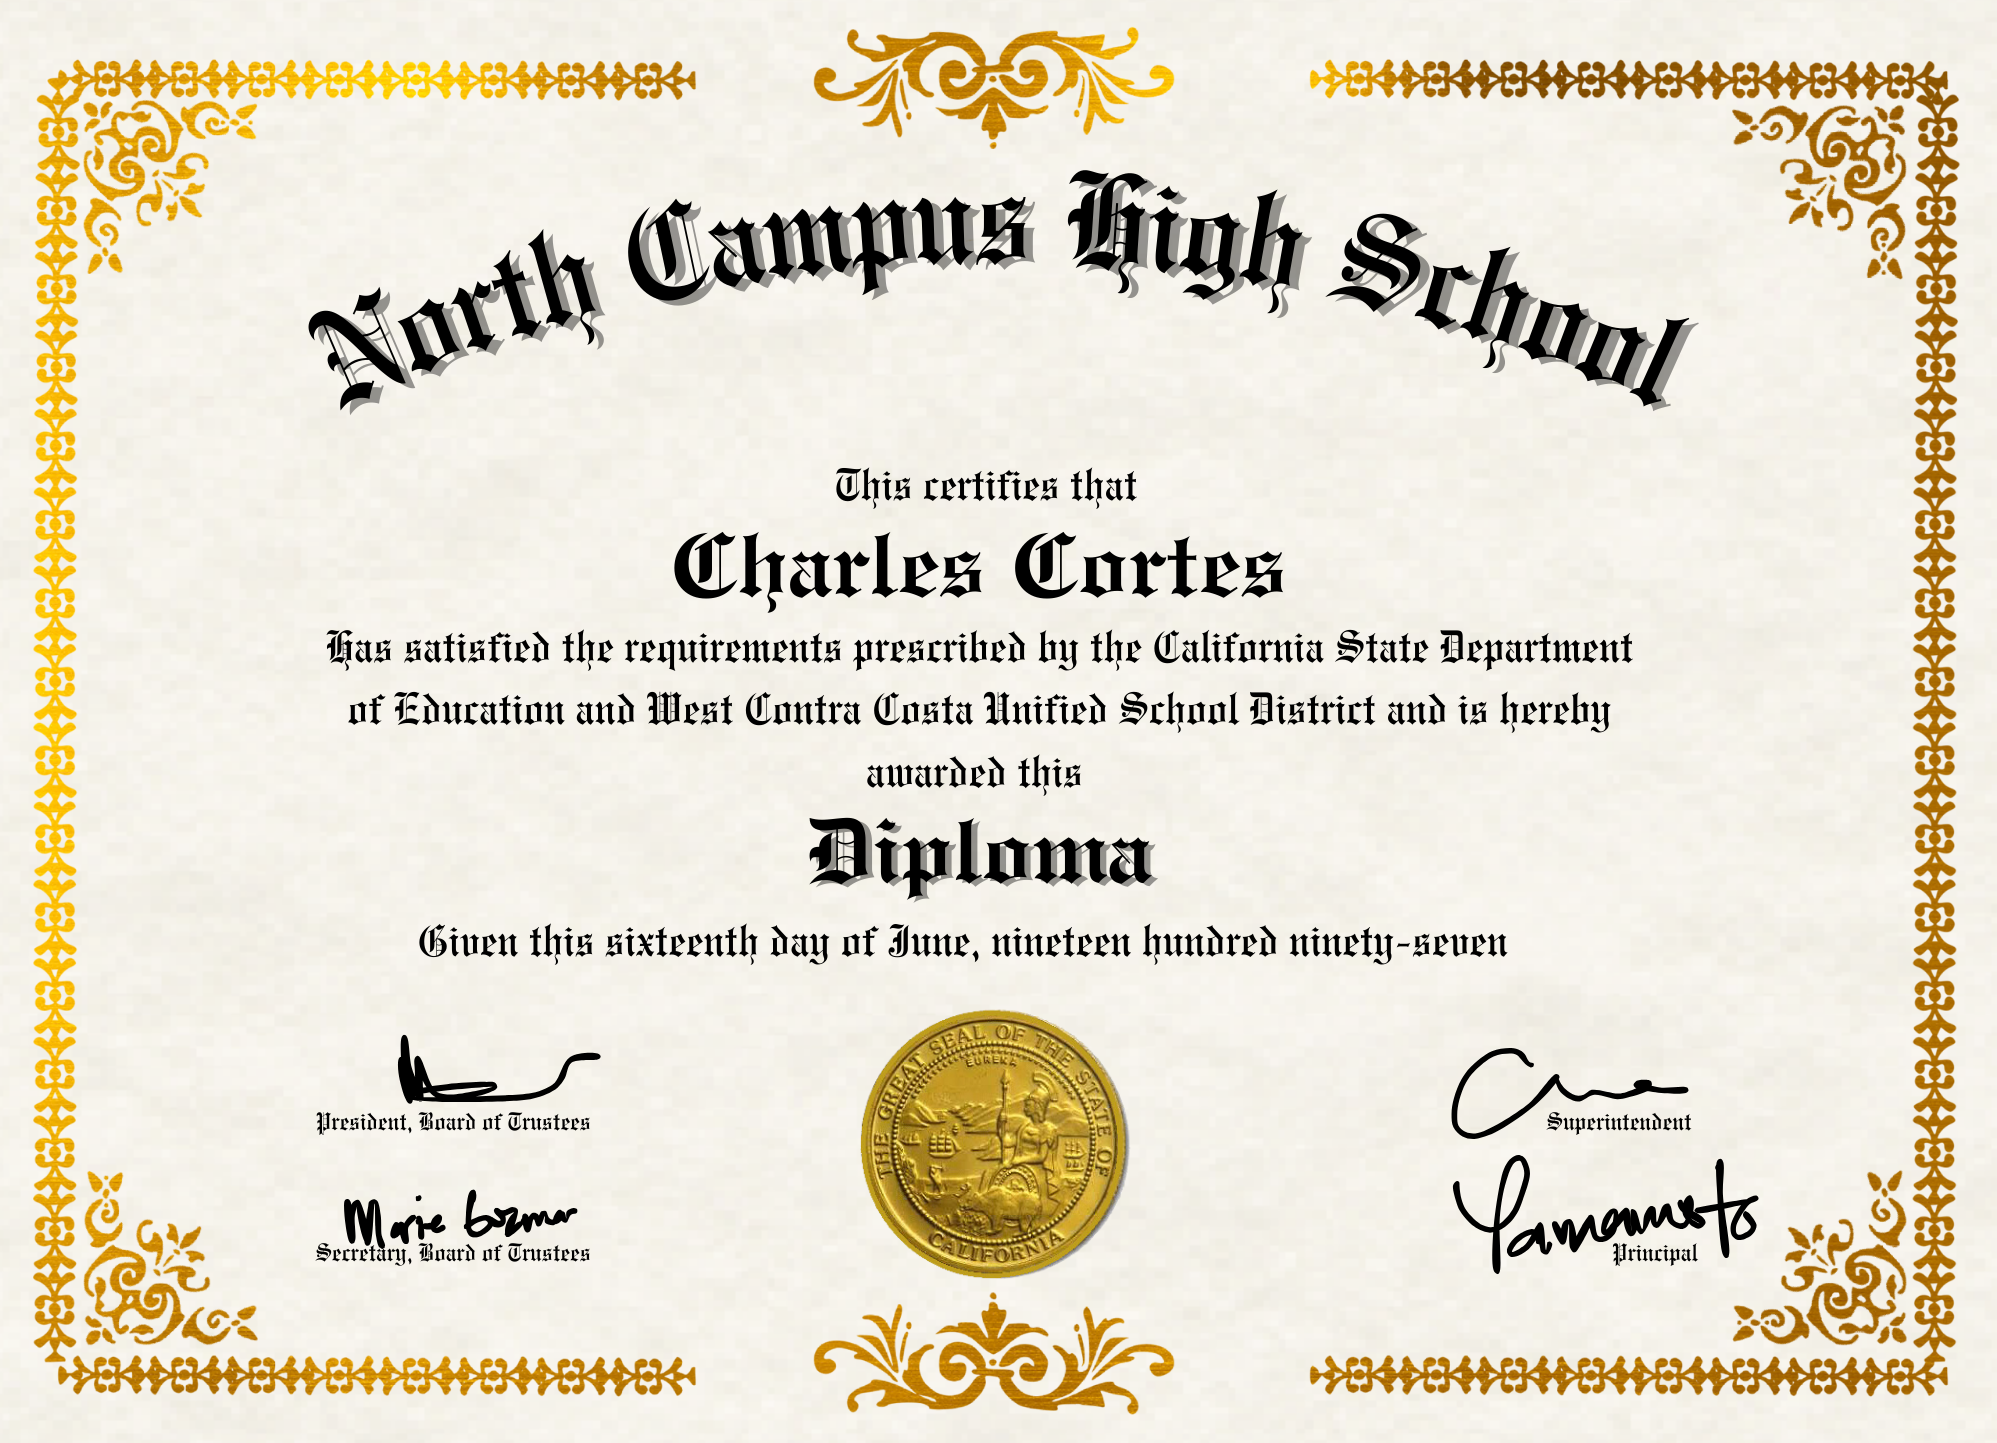 North Campus High School
This certifies that
Charles Cortes
Has satisfied the requirements prescribed by the California State Department
of Education and West Contra Costa Unified School District and is hereby
awarded this
Diploma
Given this sixteenth day of June, nineteen hundred ninety-seven
THE GREAT SEAL OF THE STATE OF
EUREKA
CALIFORNIA
President, Board of Trustees
Superintendent
Marie
Secretary, Board of Trustees
Yamamoto
Principal